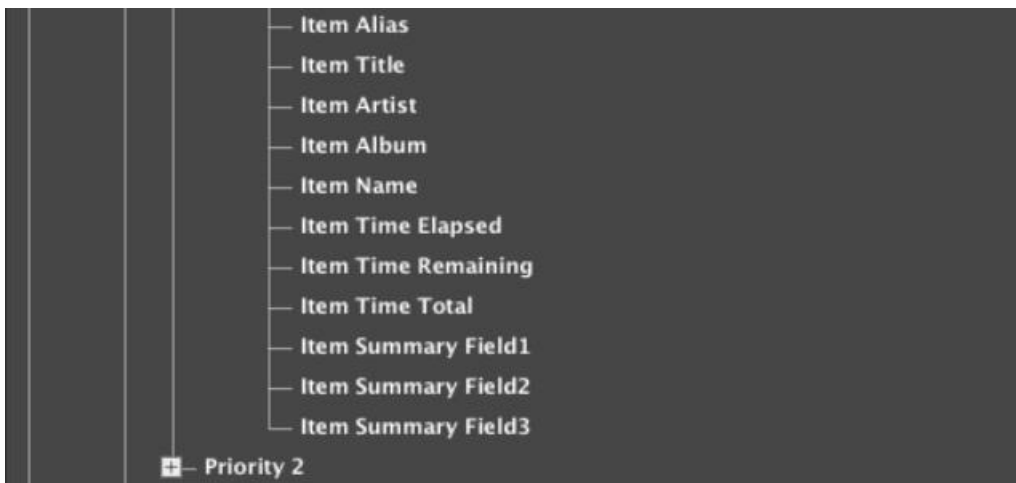 Item Alias
Item Title
Item Artist
Item Album
Item Name
Item Time Elapsed
Item Time Remaining
Item Time Total
Item Summary Field1
Item Summary Field2
Item Summary Field3
Priority 2